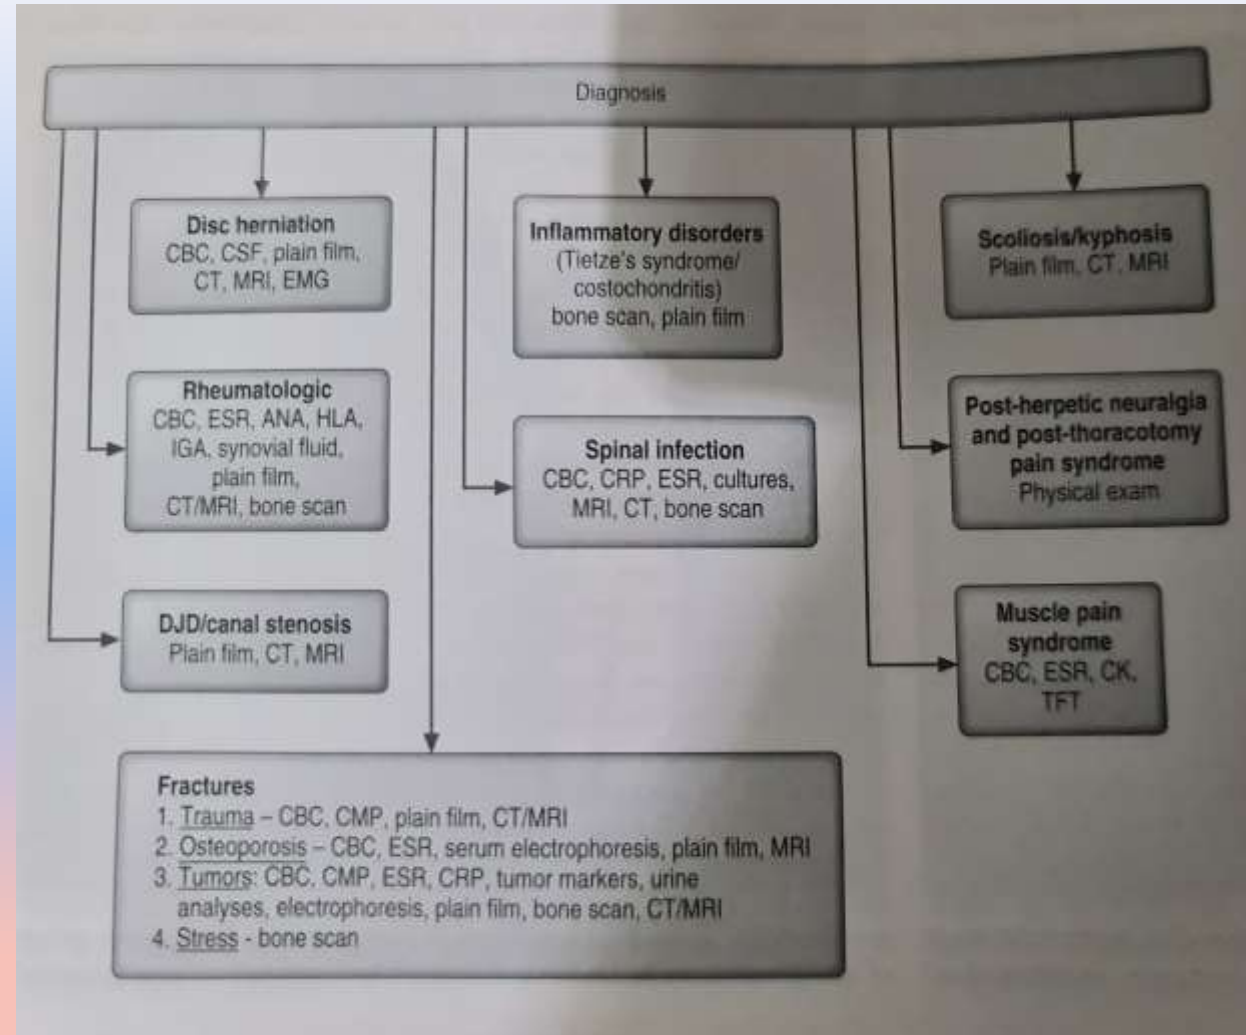 Diagnosis
Disc herniation
CBC, CSF, plain film,
CT, MRI, EMG
Rheumatologic
CBC, ESR, ANA, HLA,
IGA, synovial fluid,
plain film,
CT/MRI, bone scan
DJD/canal stenosis
Plain film, CT, MRI
Inflammatory disorders
(Tietze's syndrome/
costochondritis)
bone scan, plain film
Spinal infection
CBC, CRP, ESR, cultures,
MRI, CT, bone scan
Scoliosis/kyphosis
Plain film, CT, MRI
Post-herpetic neuralgia
and post-thoracotomy
pain syndrome
Physical exam
Muscle pain
syndrome
CBC, ESR, CK,
TFT
Fractures
1. Trauma – CBC, CMP, plain film, CT/MRI
2. Osteoporosis – CBC, ESR, serum electrophoresis, plain film, MRI
3. Tumors: CBC, CMP, ESR, CRP, tumor markers, urine
analyses, electrophoresis, plain film, bone scan, CT/MRI
4. Stress - bone scan